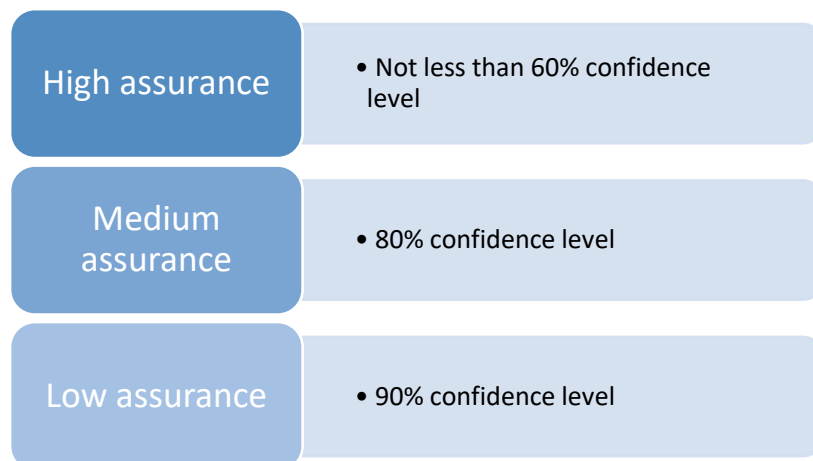 High assurance
• Not less than 60% confidence
level
Medium
assurance
• 80% confidence level
Low assurance
• 90% confidence level